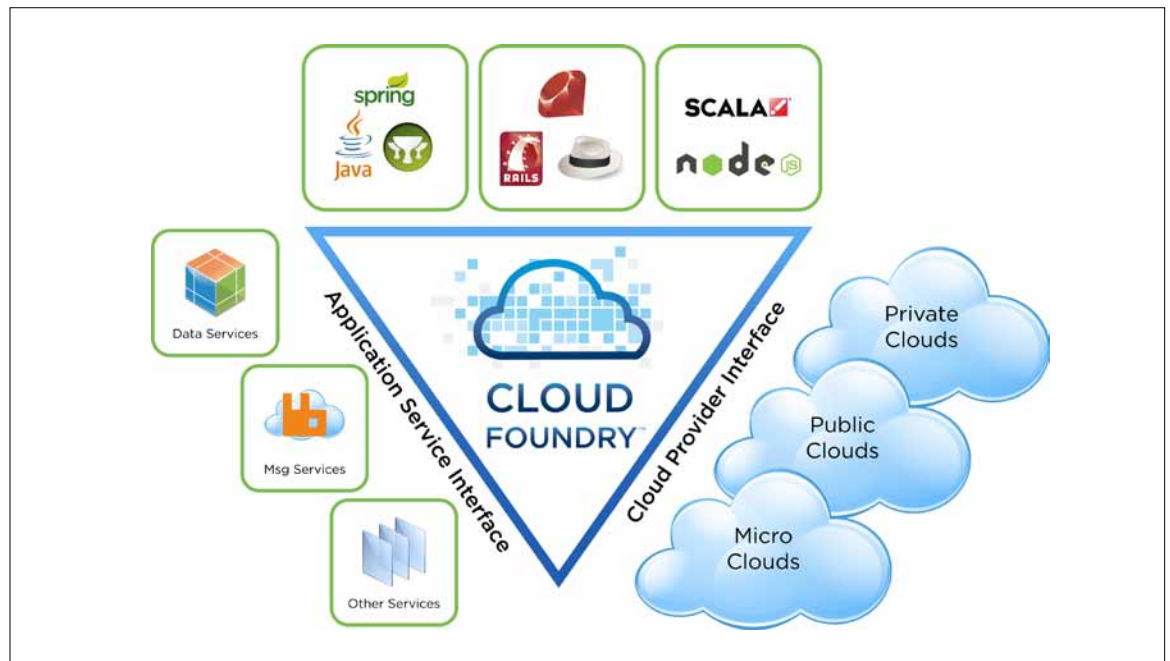 spring
Java
RAILS
SCALA
node
JS
Data Services
Msg Services
Other Services
Application Service Interface
CLOUD
FOUNDRY™
Cloud Provider Interface
Private
Clouds
Public
Clouds
Micro
Clouds